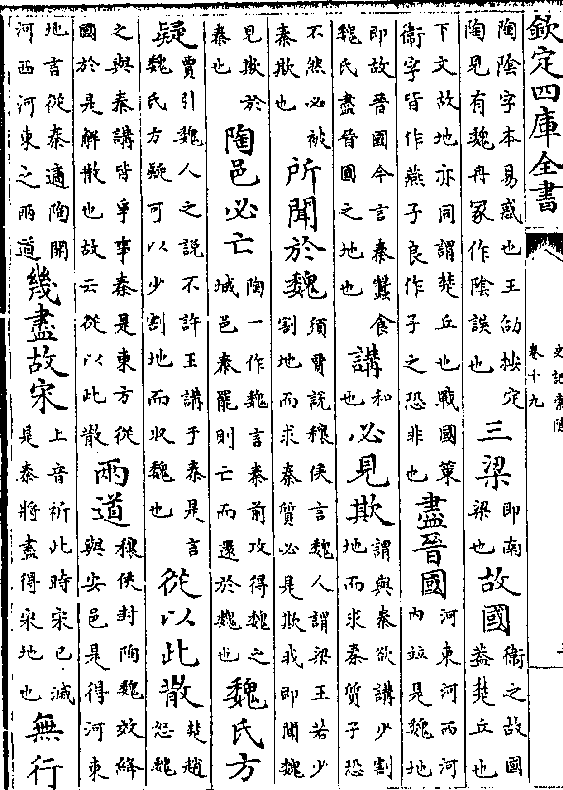 欽定四庫全書
史記索隱
卷十九
陶陰字本易惑也王劭按定
陶見有魏冉冡作陰誤也
三梁
即南
梁也
故國
衛之故國
葢楚丘也
下文故地亦同謂楚丘也戰國策
衛字皆作燕子良作子之恐非也
盡晉國
河東河西河
内竝是魏地
即故晉國今言秦蠶食
魏氏盡晉國之地也
講
和
也
必見欺
謂與秦欲講少割
地而求秦質子恐
不然必被
秦欺也
所聞於魏
須賈說穰侯言魏人謂梁王若少
割地而求秦質必是欺我即聞魏
見欺於
秦也
陶邑必亡
陶一作魏言秦前攻得魏之
城邑秦罷則亡而還於魏也
魏氏方
疑
賈引魏人之說不許王講于秦是言
魏氏方疑可以少割地而收魏也
從以此散
楚趙
怒魏
之與秦講皆爭事秦是東方從
國於是解散也故云從以此散
兩道
穰侯封陶魏效絳
與安邑是得河東
地言從秦適陶開
河西河東之兩道
幾盡故宋
上音祈此時宋已滅
是秦將盡得宋地也
無行